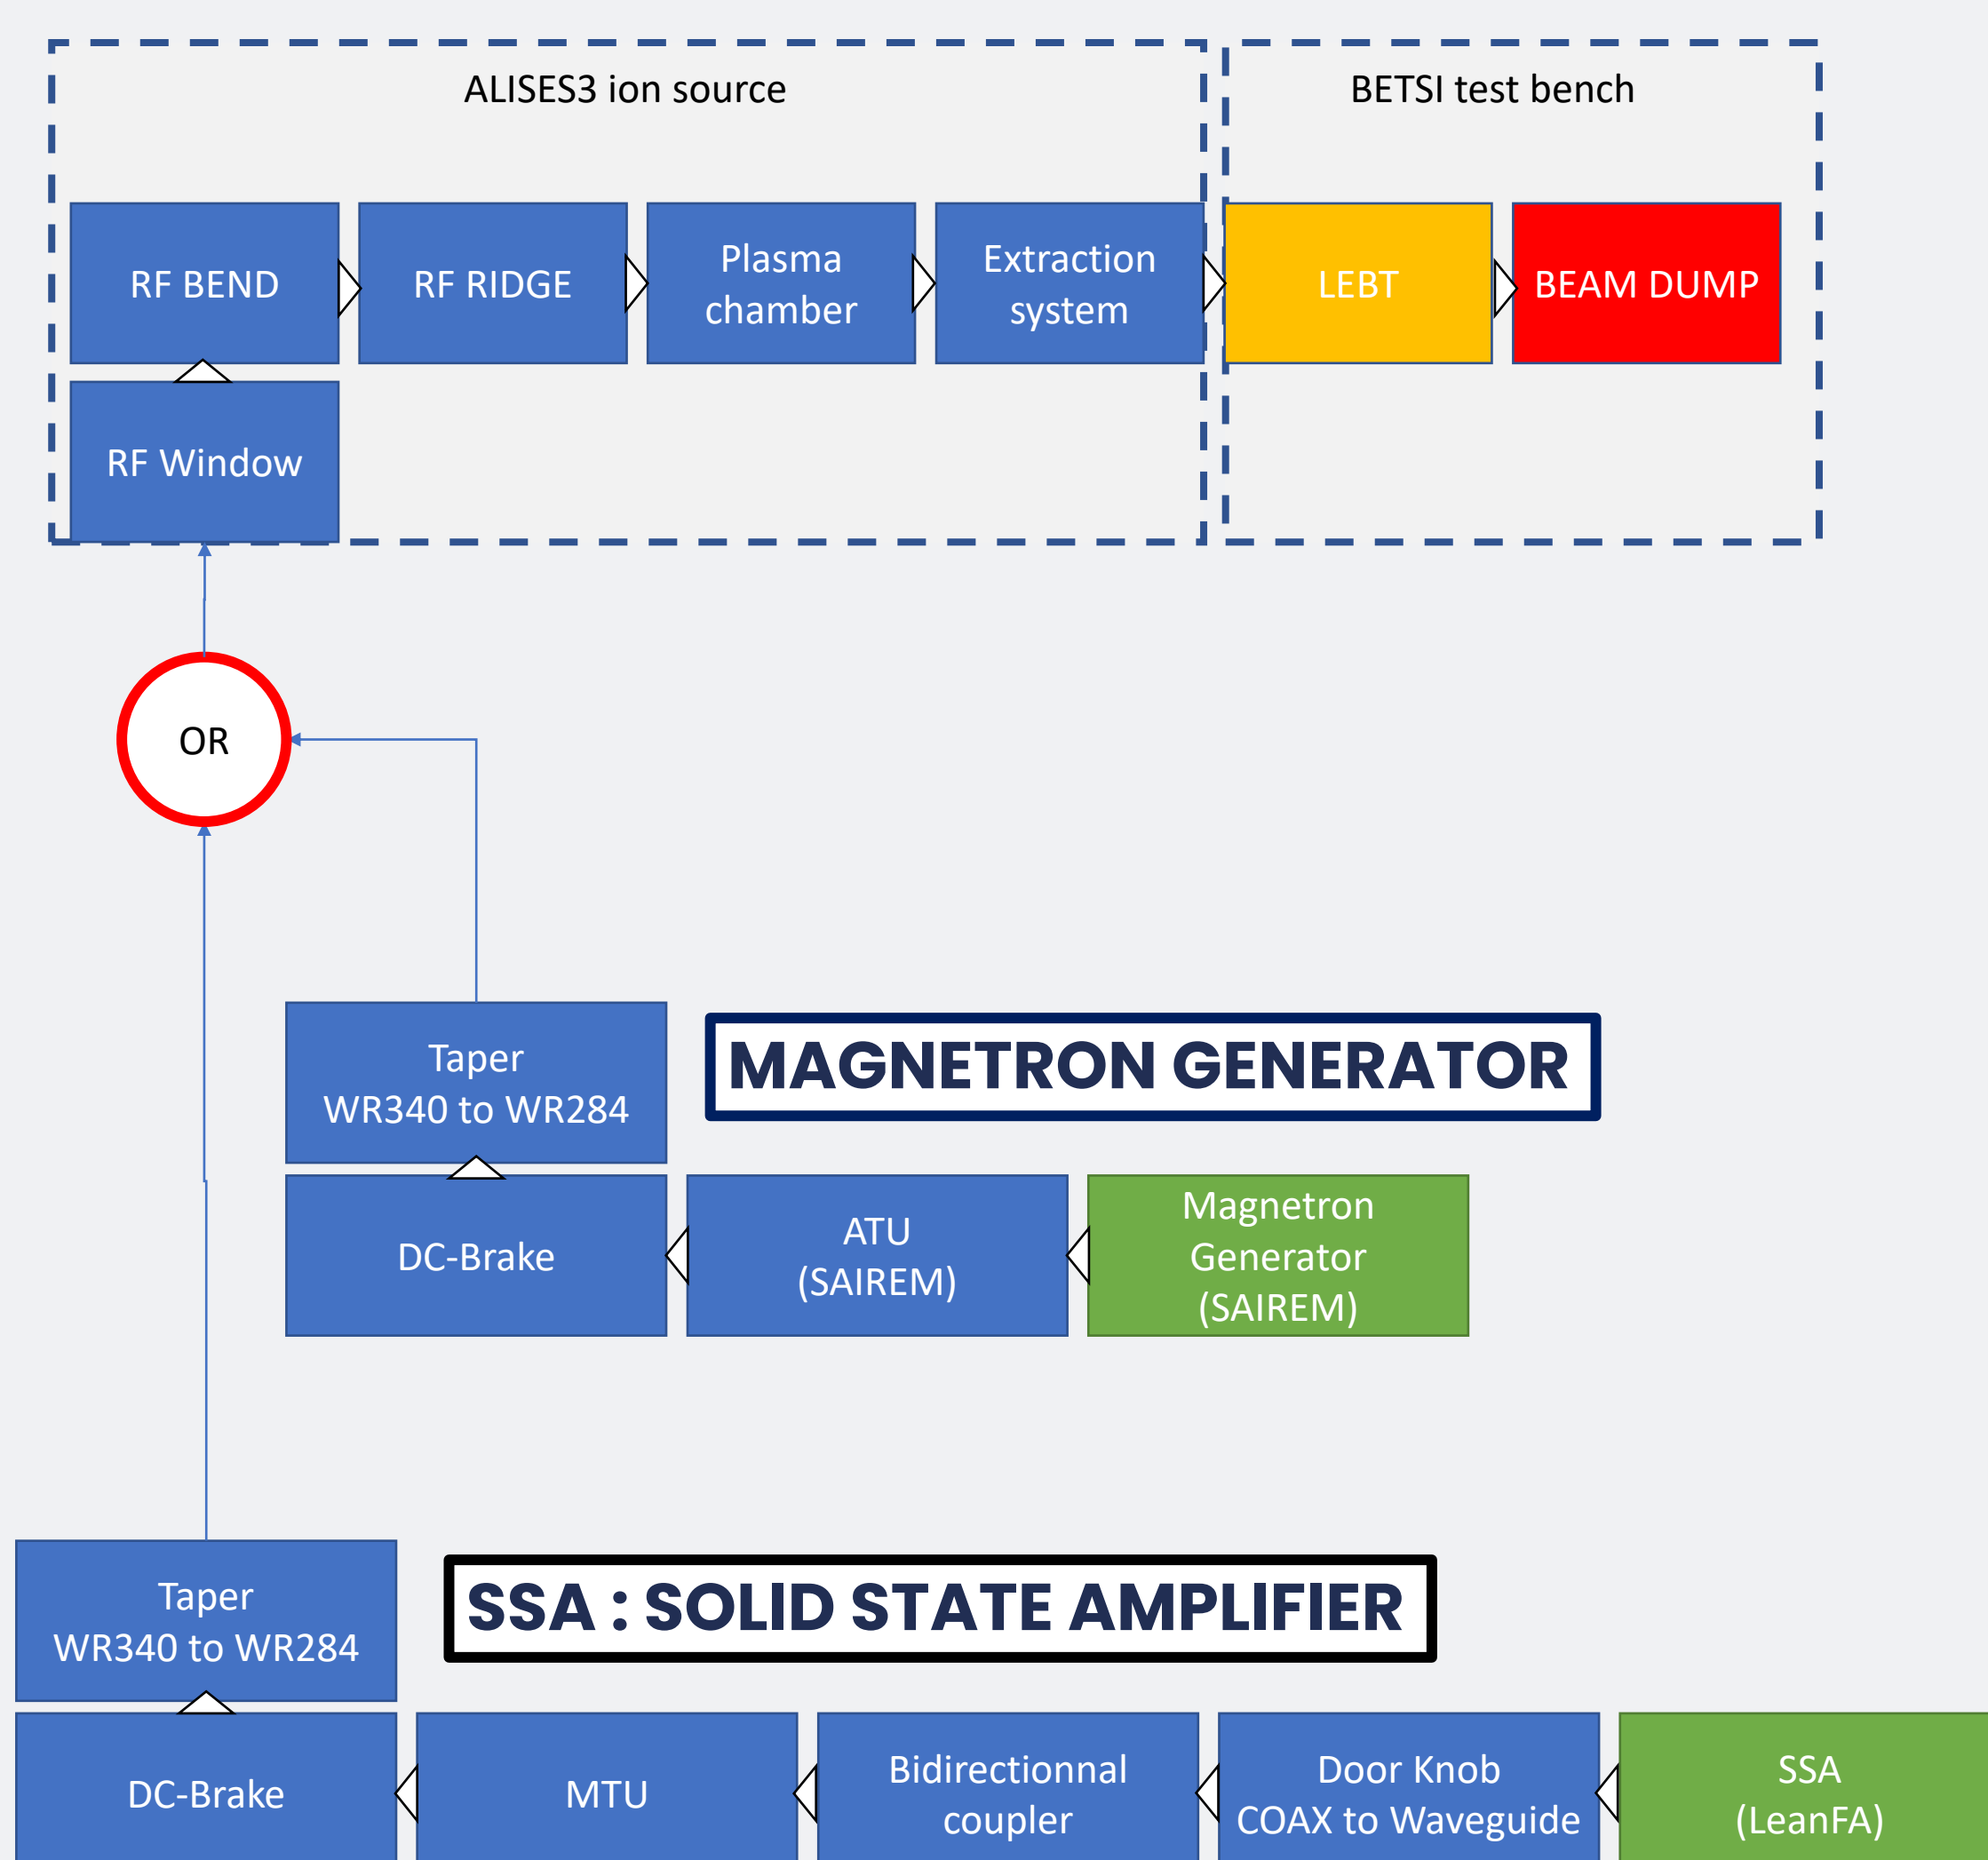 ALISES3 ion source
BETSI test bench
RF BEND
RF RIDGE
Plasma
chamber
Extraction
system
LEBT
BEAM DUMP
RF Window
OR
Taper
WR340 to WR284
MAGNETRON GENERATOR
DC-Brake
ATU
(SAIREM)
Magnetron
Generator
(SAIREM)
Taper
WR340 to WR284
SSA : SOLID STATE AMPLIFIER
DC-Brake
MTU
Bidirectionnal
coupler
Door Knob
COAX to Waveguide
SSA
(LeanFA)